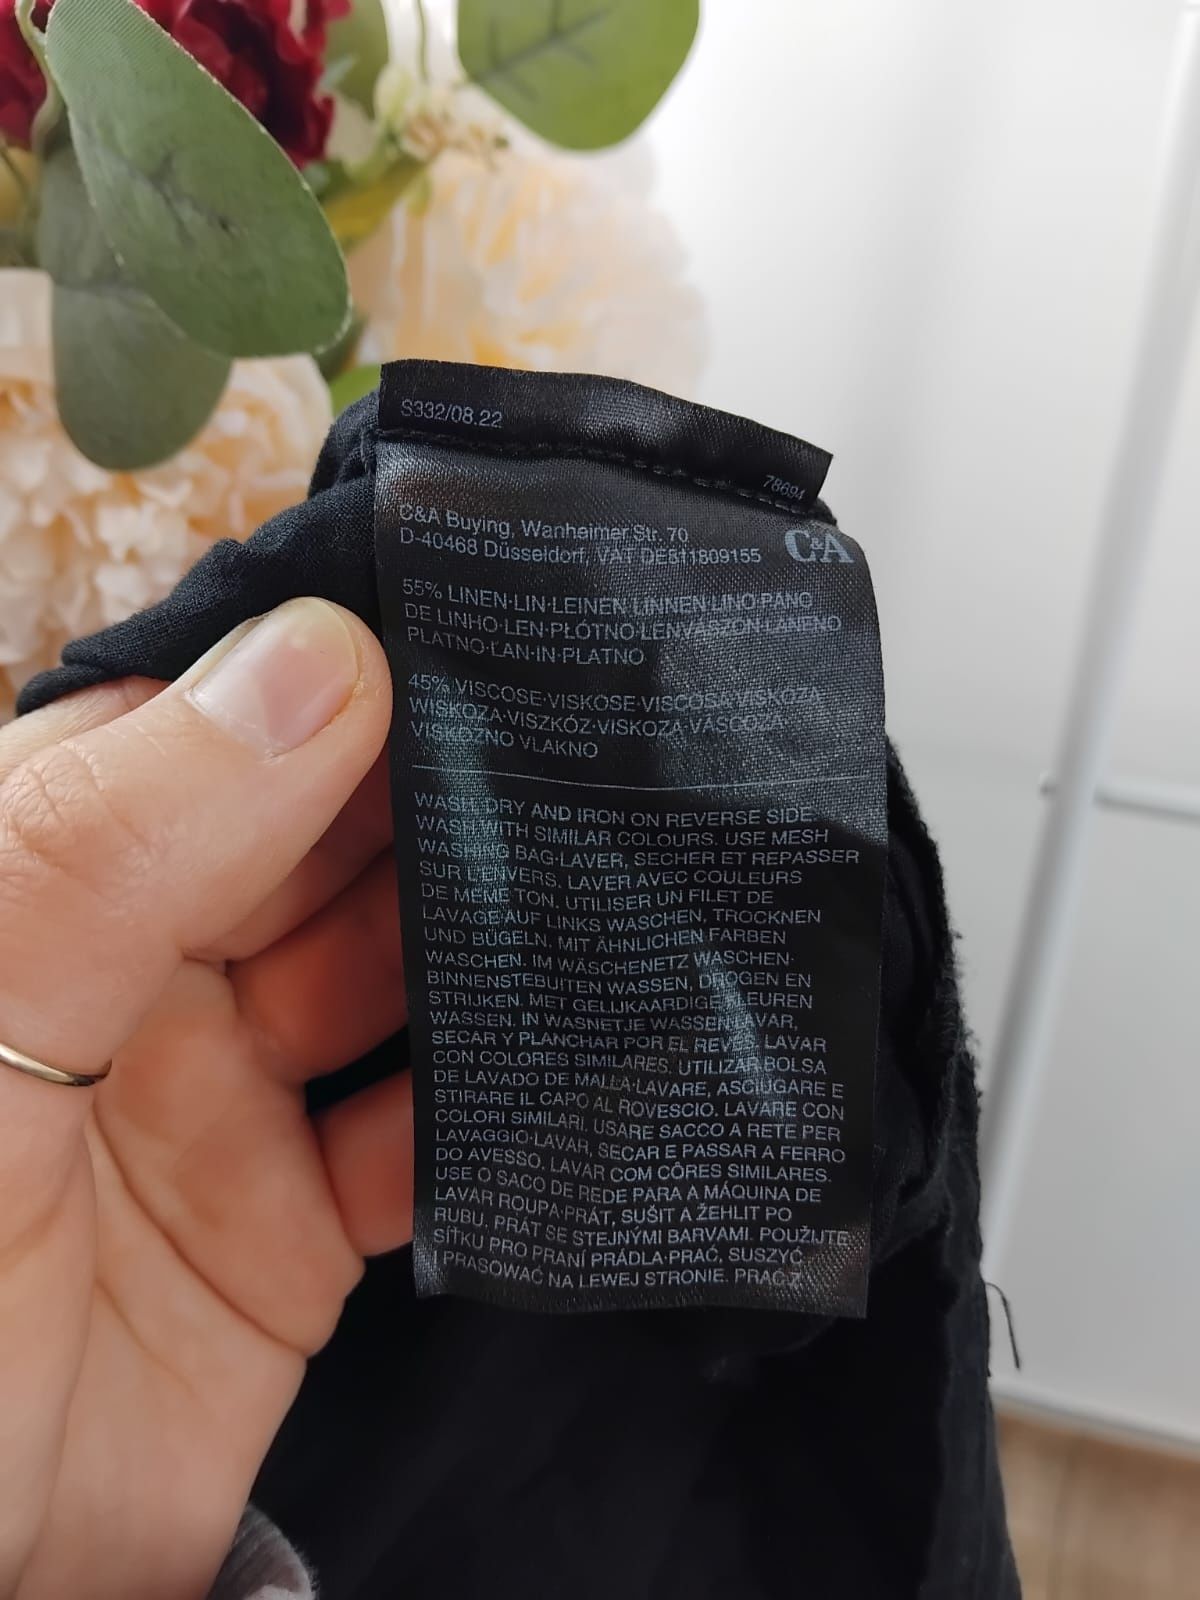 S332/08.22
78694
C&A Buying, Wanheimer Str. 70
D-40468 Düsseldorf, VAT DE811809155
C&A
55% LINEN·LIN·LEINEN LINNEN·LINO·PANO
DE LINHO·LEN·PŁÓTNO·LENVÁSZON·LANENO
PLATNO·ĽAN·IN·PLATNO
45% VISCOSE·VISKOSE·VISCOSA·VISKÓZA
WISKOZA·VISZKÓZ·VISKOZA·VÂSCOZĂ
VISKOZNO VLAKNO
WASH, DRY AND IRON ON REVERSE SIDE.
WASH WITH SIMILAR COLOURS. USE MESH
WASHING BAG·LAVER, SECHER ET REPASSER
SUR L'ENVERS. LAVER AVEC COULEURS
DE MÊME TON. UTILISER UN FILET DE
LAVAGE·AUF LINKS WASCHEN, TROCKNEN
UND BÜGELN. MIT ÄHNLICHEN FARBEN
WASCHEN. IM WÄSCHENETZ WASCHEN·
BINNENSTEBUITEN WASSEN, DROGEN EN
STRIJKEN. MET GELIJKAARDIGE KLEUREN
WASSEN. IN WASNETJE WASSEN·LAVAR,
SECAR Y PLANCHAR POR EL REVÉS. LAVAR
CON COLORES SIMILARES. UTILIZAR BOLSA
DE LAVADO DE MALLA·LAVARE, ASCIUGARE E
STIRARE IL CAPO AL ROVESCIO. LAVARE CON
COLORI SIMILARI. USARE SACCO A RETE PER
LAVAGGIO·LAVAR, SECAR E PASSAR A FERRO
DO AVESSO. LAVAR COM CÔRES SIMILARES.
USE O SACO DE REDE PARA A MÁQUINA DE
LAVAR ROUPA·PRÁT, SUŠIT A ŽEHLIT PO
RUBU. PRÁT SE STEJNÝMI BARVAMI. POUŽIJTE
SÍŤKU PRO PRANÍ PRÁDLA·PRAĆ, SUSZYĆ
I PRASOWAĆ NA LEWEJ STRONIE. PRAĆ Z